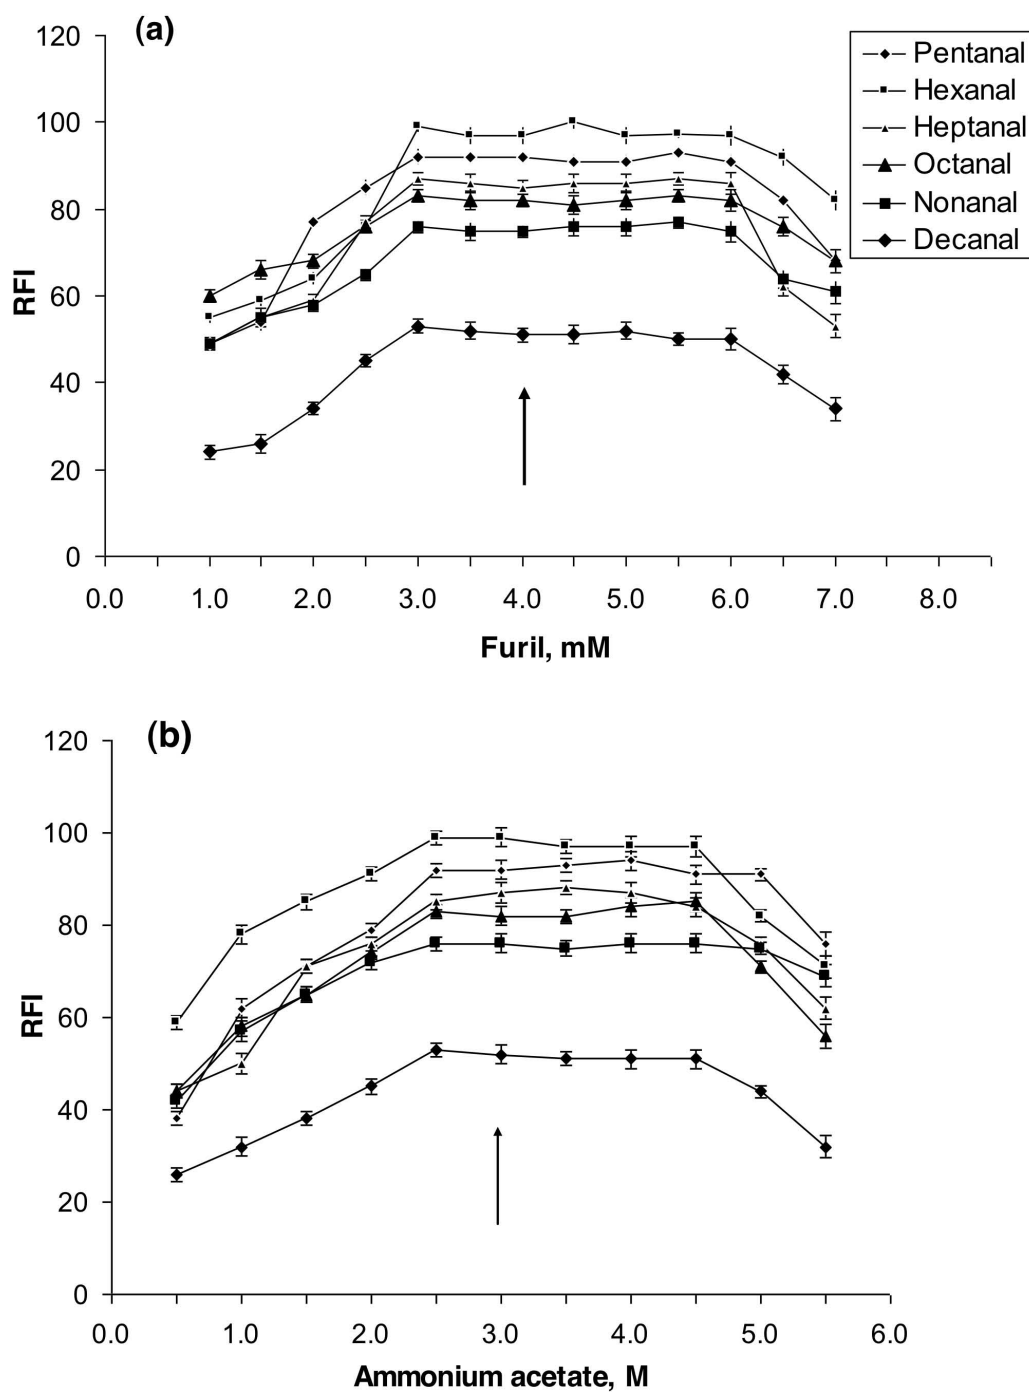 (a)
120
100
80
60
40
20
0
RFI
0.0 1.0 2.0 3.0 4.0 5.0 6.0 7.0 8.0
Furil, mM
Pentanal
Hexanal
Heptanal
Octanal
Nonanal
Decanal
(b)
120
100
80
60
40
20
0
RFI
0.0 1.0 2.0 3.0 4.0 5.0 6.0
Ammonium acetate, M